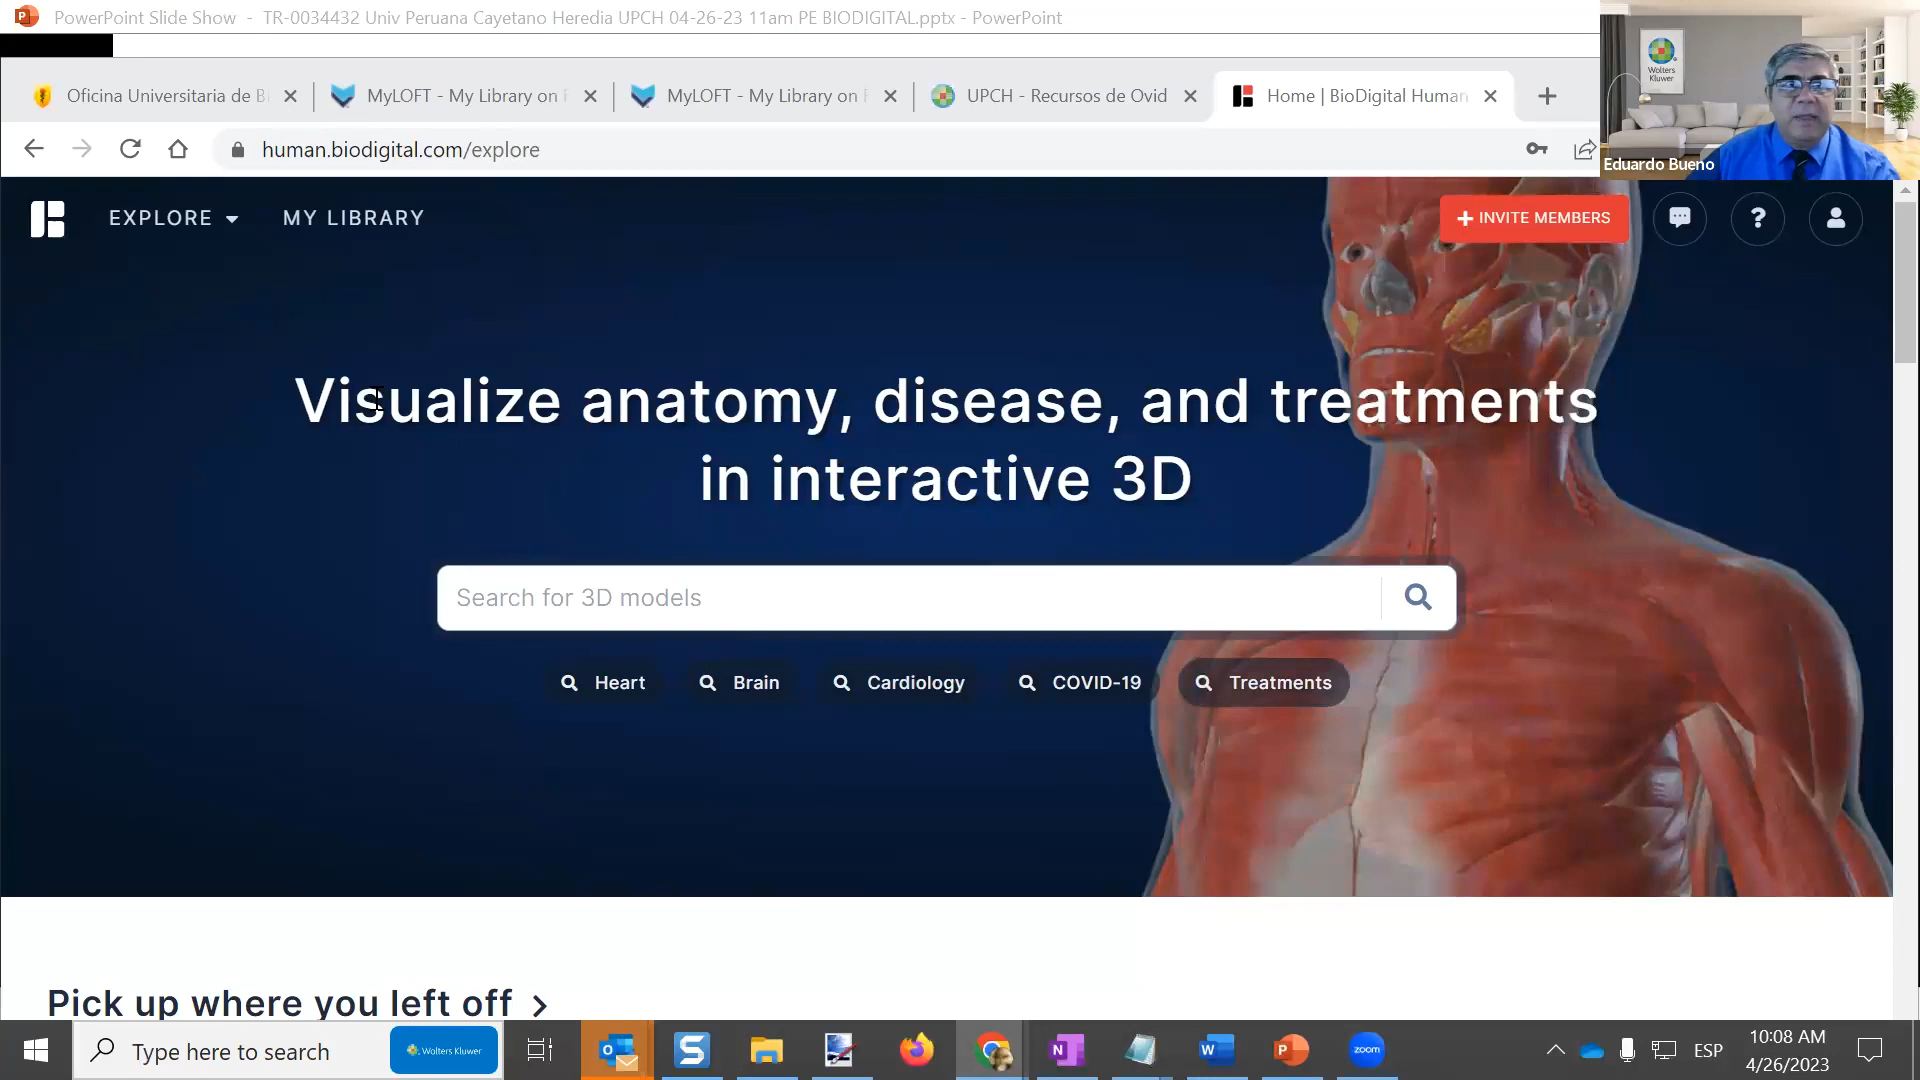 PowerPoint Slide Show - TR-0034432 Univ Peruana Cayetano Heredia UPCH 04-26-23 11am PE BIODIGITAL.pptx - PowerPoint
Wolters Kluwer
Oficina Universitaria de Bi
MyLOFT - My Library on
MyLOFT - My Library on
UPCH - Recursos de Ovid
Home | BioDigital Human
human.biodigital.com/explore
Eduardo Bueno
EXPLORE
MY LIBRARY
+ INVITE MEMBERS
?
Visualize anatomy, disease, and treatments
in interactive 3D
Search for 3D models
Heart
Brain
Cardiology
COVID-19
Treatments
Pick up where you left off >
Type here to search
Wolters Kluwer
zoom
ESP
10:08 AM
4/26/2023